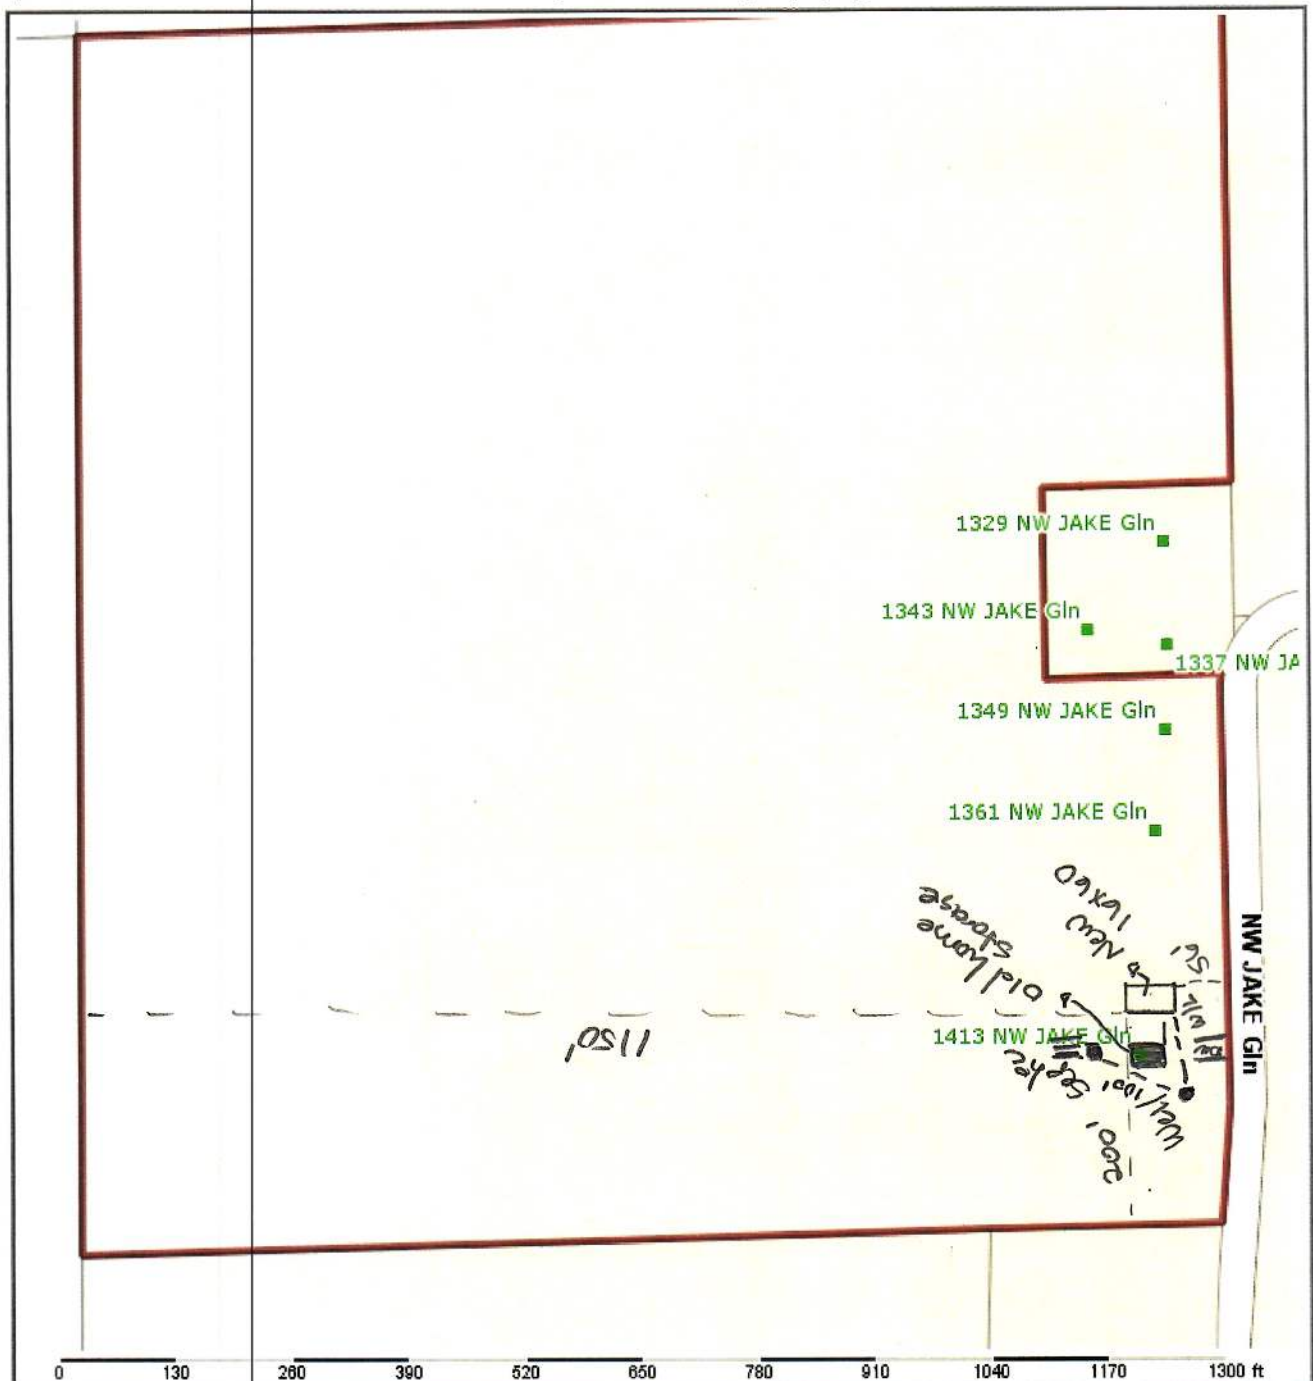 1329 NW JAKE Gln
1343 NW JAKE Gln
1337 NW JA
1349 NW JAKE Gln
1361 NW JAKE Gln
16x60
New
Old home
storage
56'
NW JAKE Gln
1413 NW JAKE Gln
1150'
Septic
100'
Well
200'
0 130 260 390 520 650 780 910 1040 1170 1300 ft